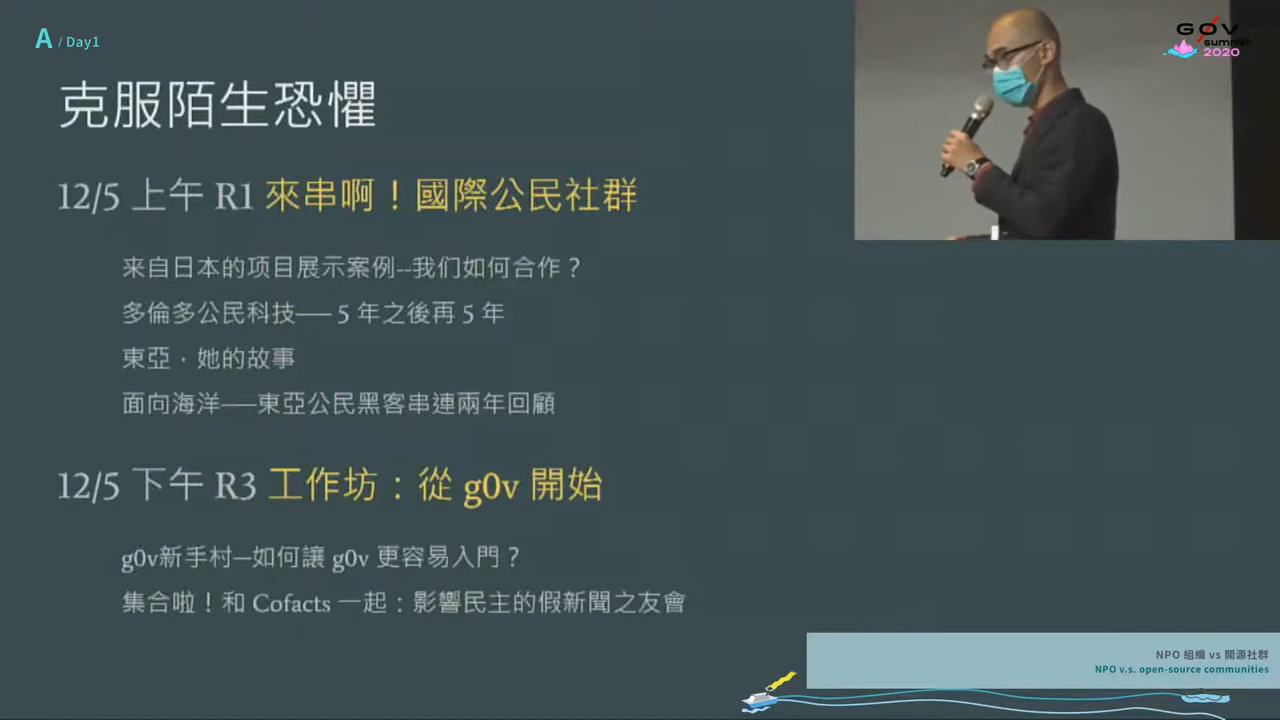 A / Day1
GØV
summit
2020
克服陌生恐懼
12/5 上午 R1 來串啊！國際公民社群
来自日本的项目展示案例--我们如何合作？
多倫多公民科技—— 5 年之後再 5 年
東亞．她的故事
面向海洋——東亞公民黑客串連兩年回顧
12/5 下午 R3 工作坊：從 g0v 開始
g0v新手村—如何讓 g0v 更容易入門？
集合啦！和 Cofacts 一起：影響民主的假新聞之友會
NPO 組織 vs 開源社群
NPO v.s. open-source communities